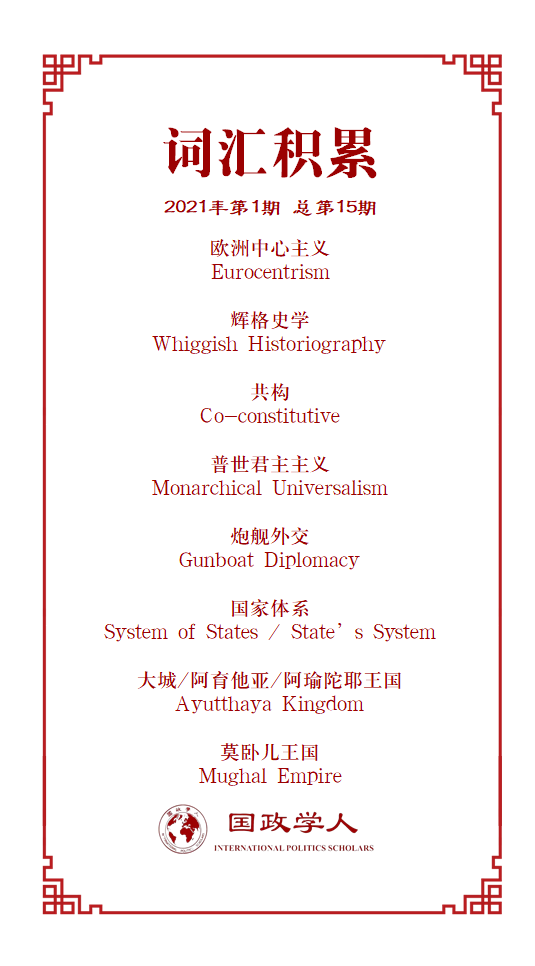 词汇积累
2021年第1期 总第15期
欧洲中心主义
Eurocentrism
辉格史学
Whiggish Historiography
共构
Co-constitutive
普世君主主义
Monarchical Universalism
炮舰外交
Gunboat Diplomacy
国家体系
System of States / State’s System
大城/阿育他亚/阿瑜陀耶王国
Ayutthaya Kingdom
莫卧儿王国
Mughal Empire
国政学人
国政学人
INTERNATIONAL POLITICS SCHOLARS